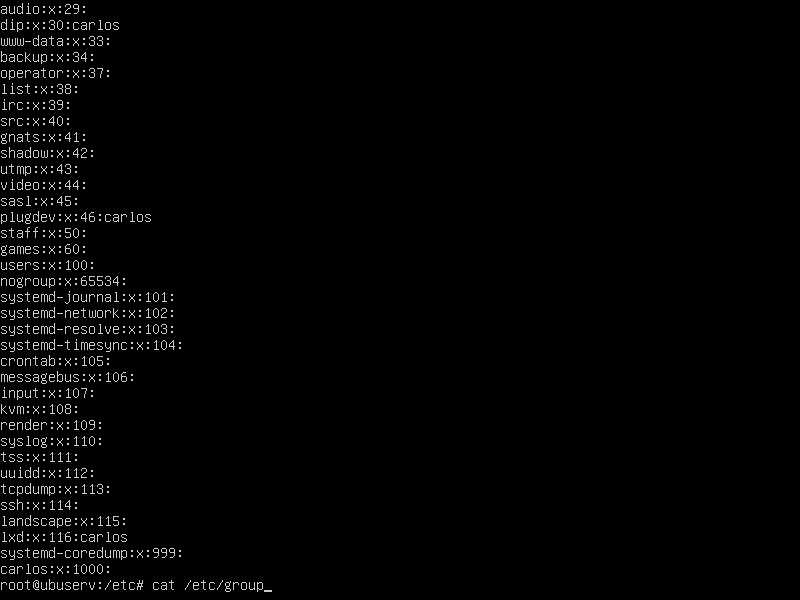 audio:x:29:
dip:x:30:carlos
www-data:x:33:
backup:x:34:
operator:x:37:
list:x:38:
irc:x:39:
src:x:40:
gnats:x:41:
shadow:x:42:
utmp:x:43:
video:x:44:
sasl:x:45:
plugdev:x:46:carlos
staff:x:50:
games:x:60:
users:x:100:
nogroup:x:65534:
systemd-journal:x:101:
systemd-network:x:102:
systemd-resolve:x:103:
systemd-timesync:x:104:
crontab:x:105:
messagebus:x:106:
input:x:107:
kvm:x:108:
render:x:109:
syslog:x:110:
tss:x:111:
uuidd:x:112:
tcpdump:x:113:
ssh:x:114:
landscape:x:115:
lxd:x:116:carlos
systemd-coredump:x:999:
carlos:x:1000:
root@ubuserv:/etc# cat /etc/group_